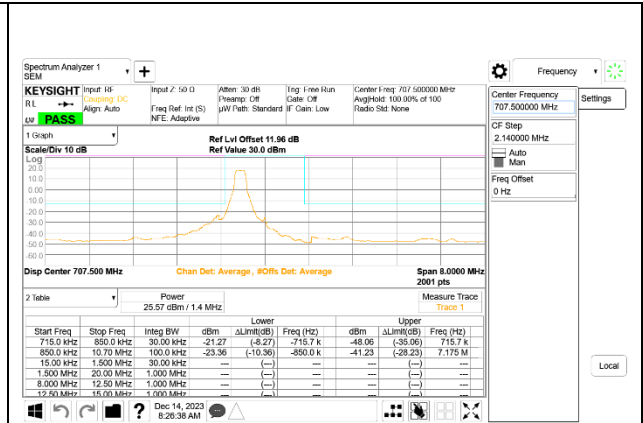 Spectrum Analyzer 1
SEM
+
Frequency
KEYSIGHT
Input: RF
Input Z: 50 Ω
Atten: 30 dB
Trig: Free Run
Center Freq: 707.500000 MHz
RL
Coupling: DC
Preamp: Off
Gate: Off
Avg|Hold: 100.00% of 100
Align: Auto
Freq Ref: Int (S)
µW Path: Standard
IF Gain: Low
Radio Std: None
NFE: Adaptive
PASS
Center Frequency
707.500000 MHz
Settings
CF Step
2.140000 MHz
Auto
Man
Freq Offset
0 Hz
1 Graph
Ref Lvl Offset 11.96 dB
Scale/Div 10 dB
Ref Value 30.0 dBm
Log
20.0
10.0
0.00
-10.0
-20.0
-30.0
-40.0
-50.0
-60.0
Disp Center 707.500 MHz
Chan Det: Average, #Offs Det: Average
Span 8.0000 MHz
2001 pts
2 Table
Power
25.57 dBm / 1.4 MHz
Measure Trace
Trace 1
Lower Upper
Start Freq Stop Freq Integ BW dBm ΔLimit(dB) Freq (Hz) dBm ΔLimit(dB) Freq (Hz)
715.0 kHz 850.0 kHz 30.00 kHz -21.27 (-8.27) -715.7 k -48.06 (-35.06) 715.7 k
850.0 kHz 10.70 MHz 100.0 kHz -23.36 (-10.36) -850.0 k -41.23 (-28.23) 7.175 M
15.00 kHz 1.500 MHz 30.00 kHz --- (---) --- --- (---) ---
1.500 MHz 20.00 MHz 1.000 MHz --- (---) --- --- (---) ---
8.000 MHz 12.50 MHz 1.000 MHz --- (---) --- --- (---) ---
12.50 MHz 15.00 MHz 1.000 MHz --- (---) --- --- (---) ---
Local
?
Dec 14, 2023
8:26:38 AM